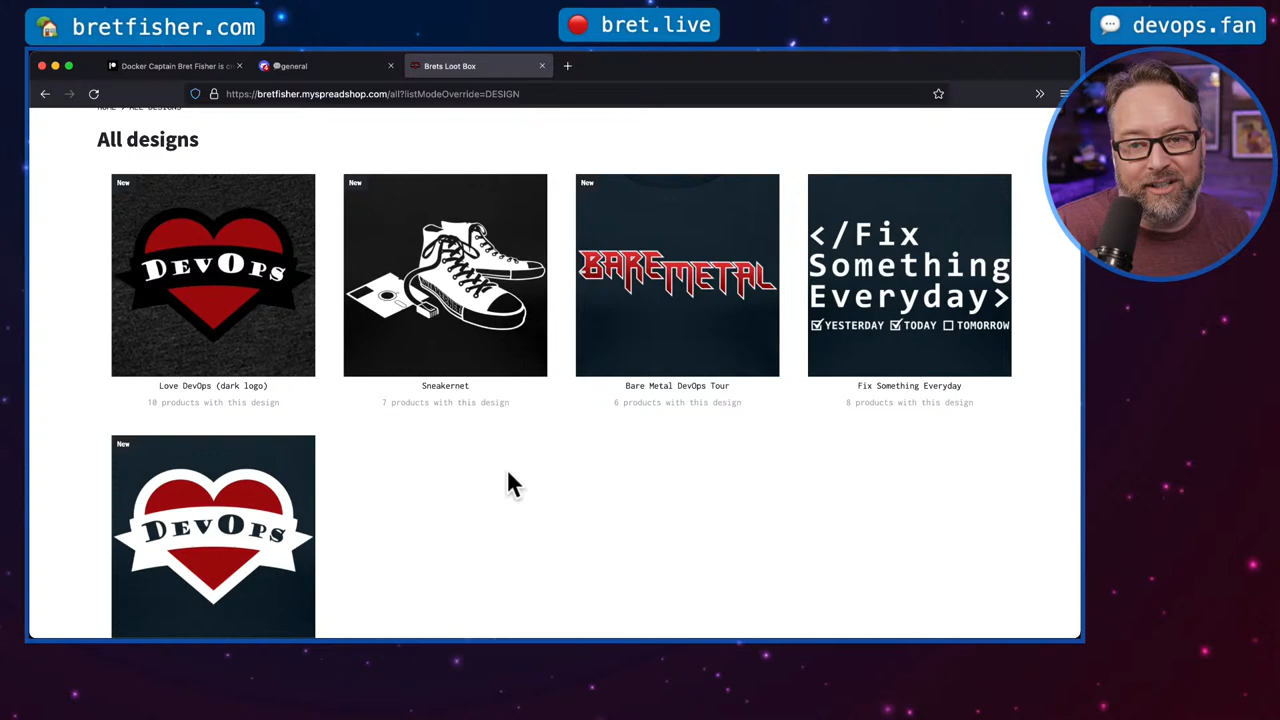 bretfisher.com
bret.live
devops.fan
Docker Captain Bret Fisher is c
general
Brets Loot Box
https://bretfisher.myspreadshop.com/all?listModeOverride=DESIGN
All designs
New
DEVOPS
Love DevOps (dark logo)
10 products with this design
New
Sneakernet
7 products with this design
New
BARE METAL
Bare Metal DevOps Tour
6 products with this design
</Fix
Something
Everyday>
YESTERDAY TODAY TOMORROW
Fix Something Everyday
8 products with this design
New
DEVOPS